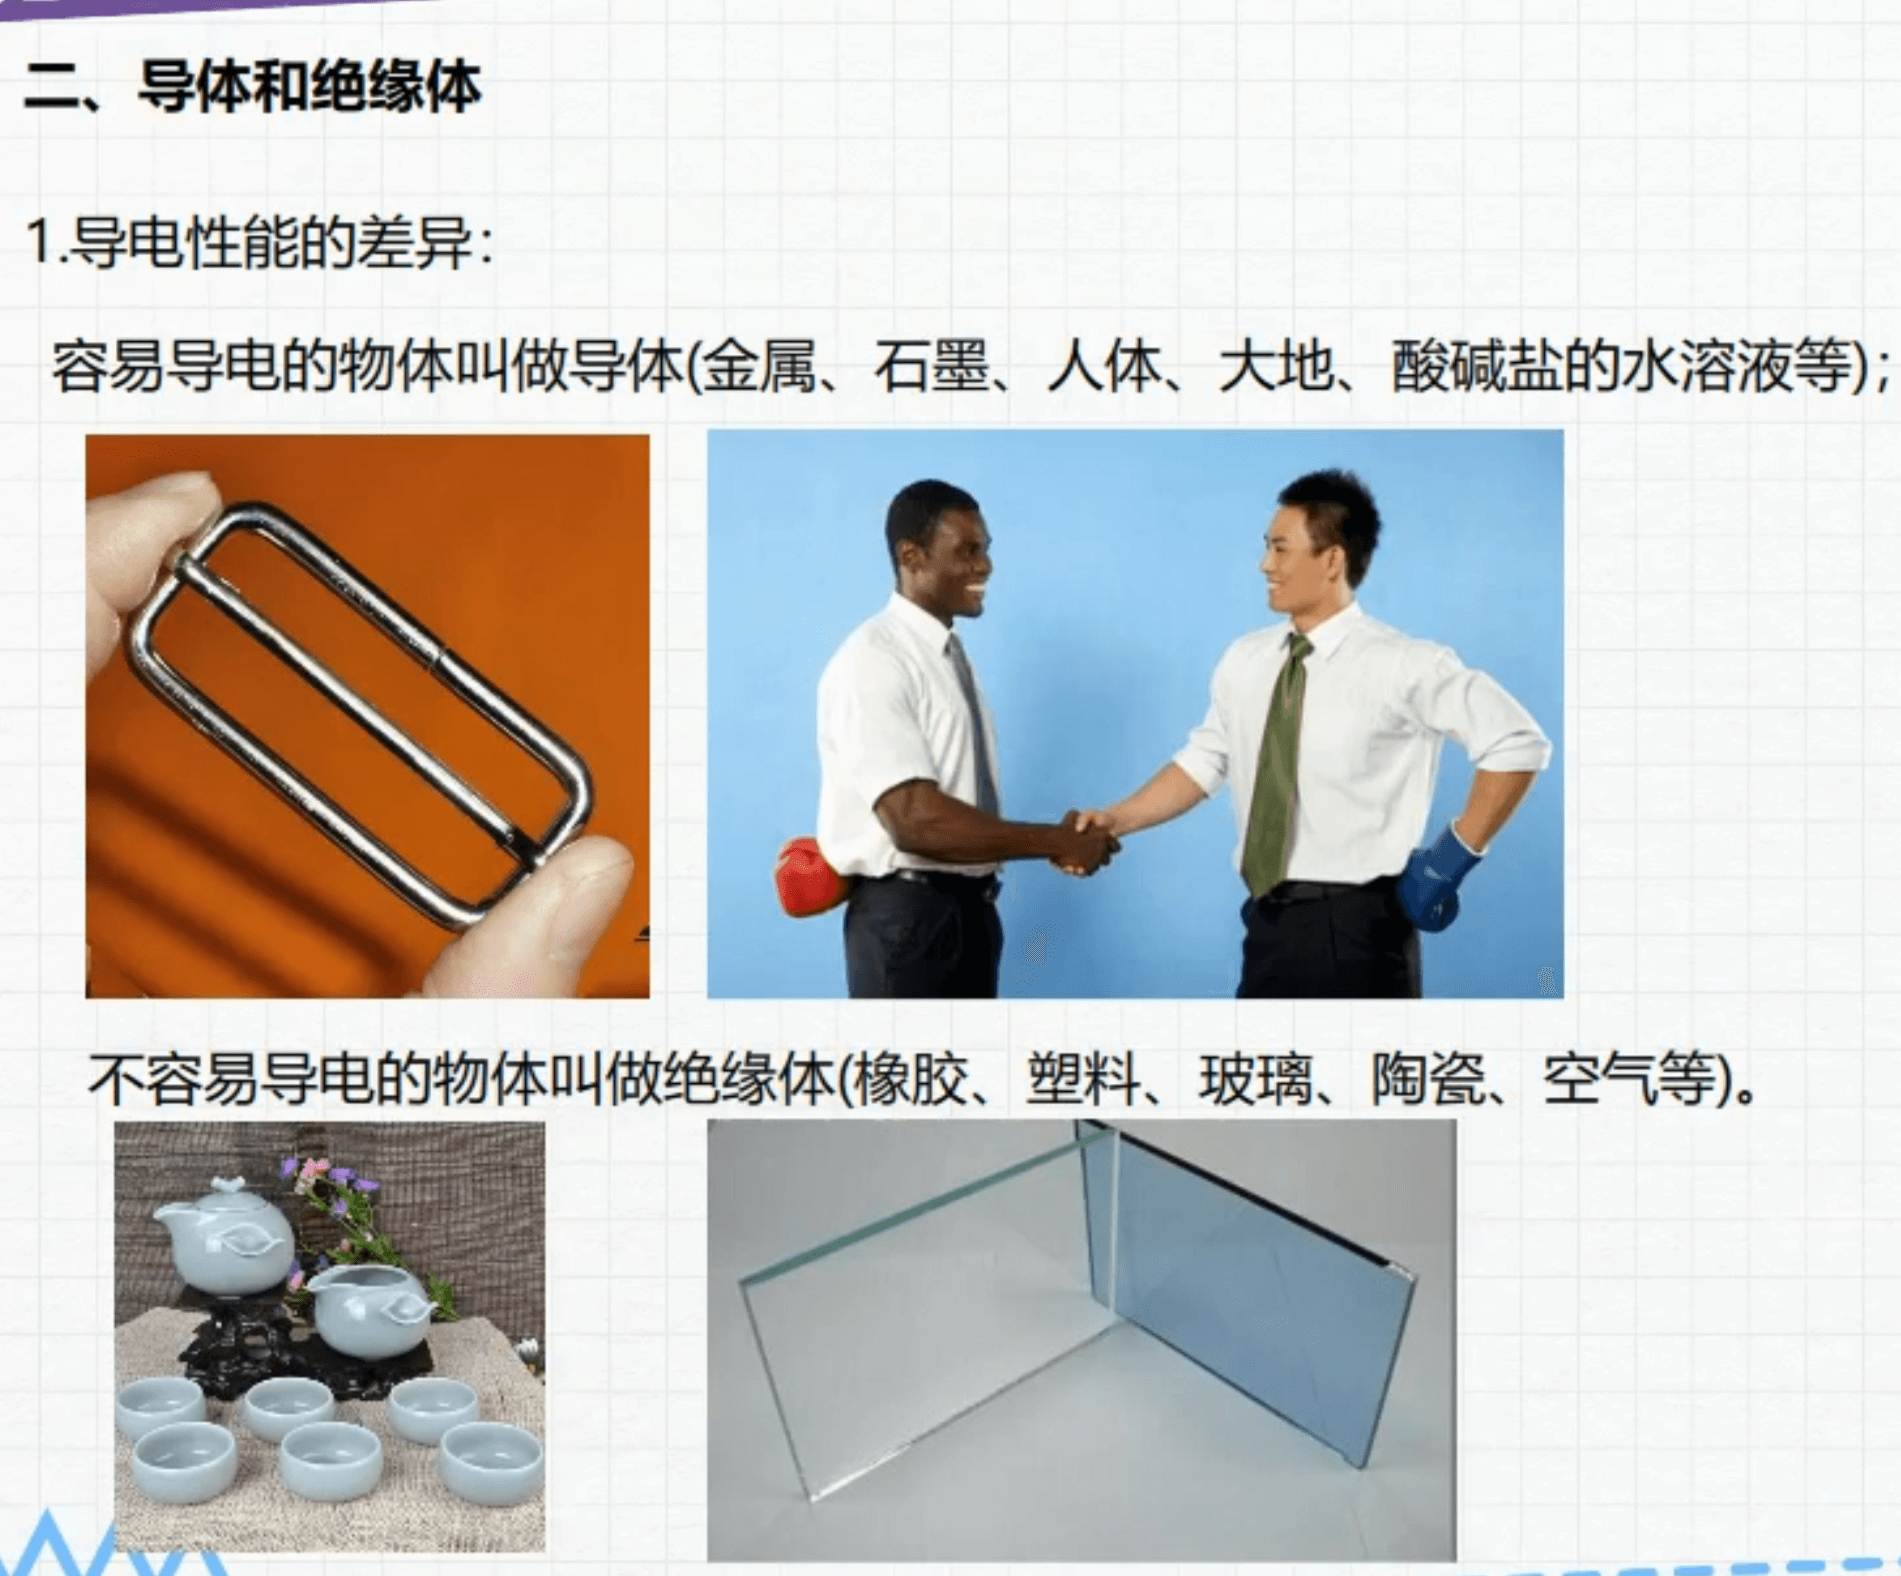 二、导体和绝缘体
1.导电性能的差异：
容易导电的物体叫做导体(金属、石墨、人体、大地、酸碱盐的水溶液等)；
不容易导电的物体叫做绝缘体(橡胶、塑料、玻璃、陶瓷、空气等)。